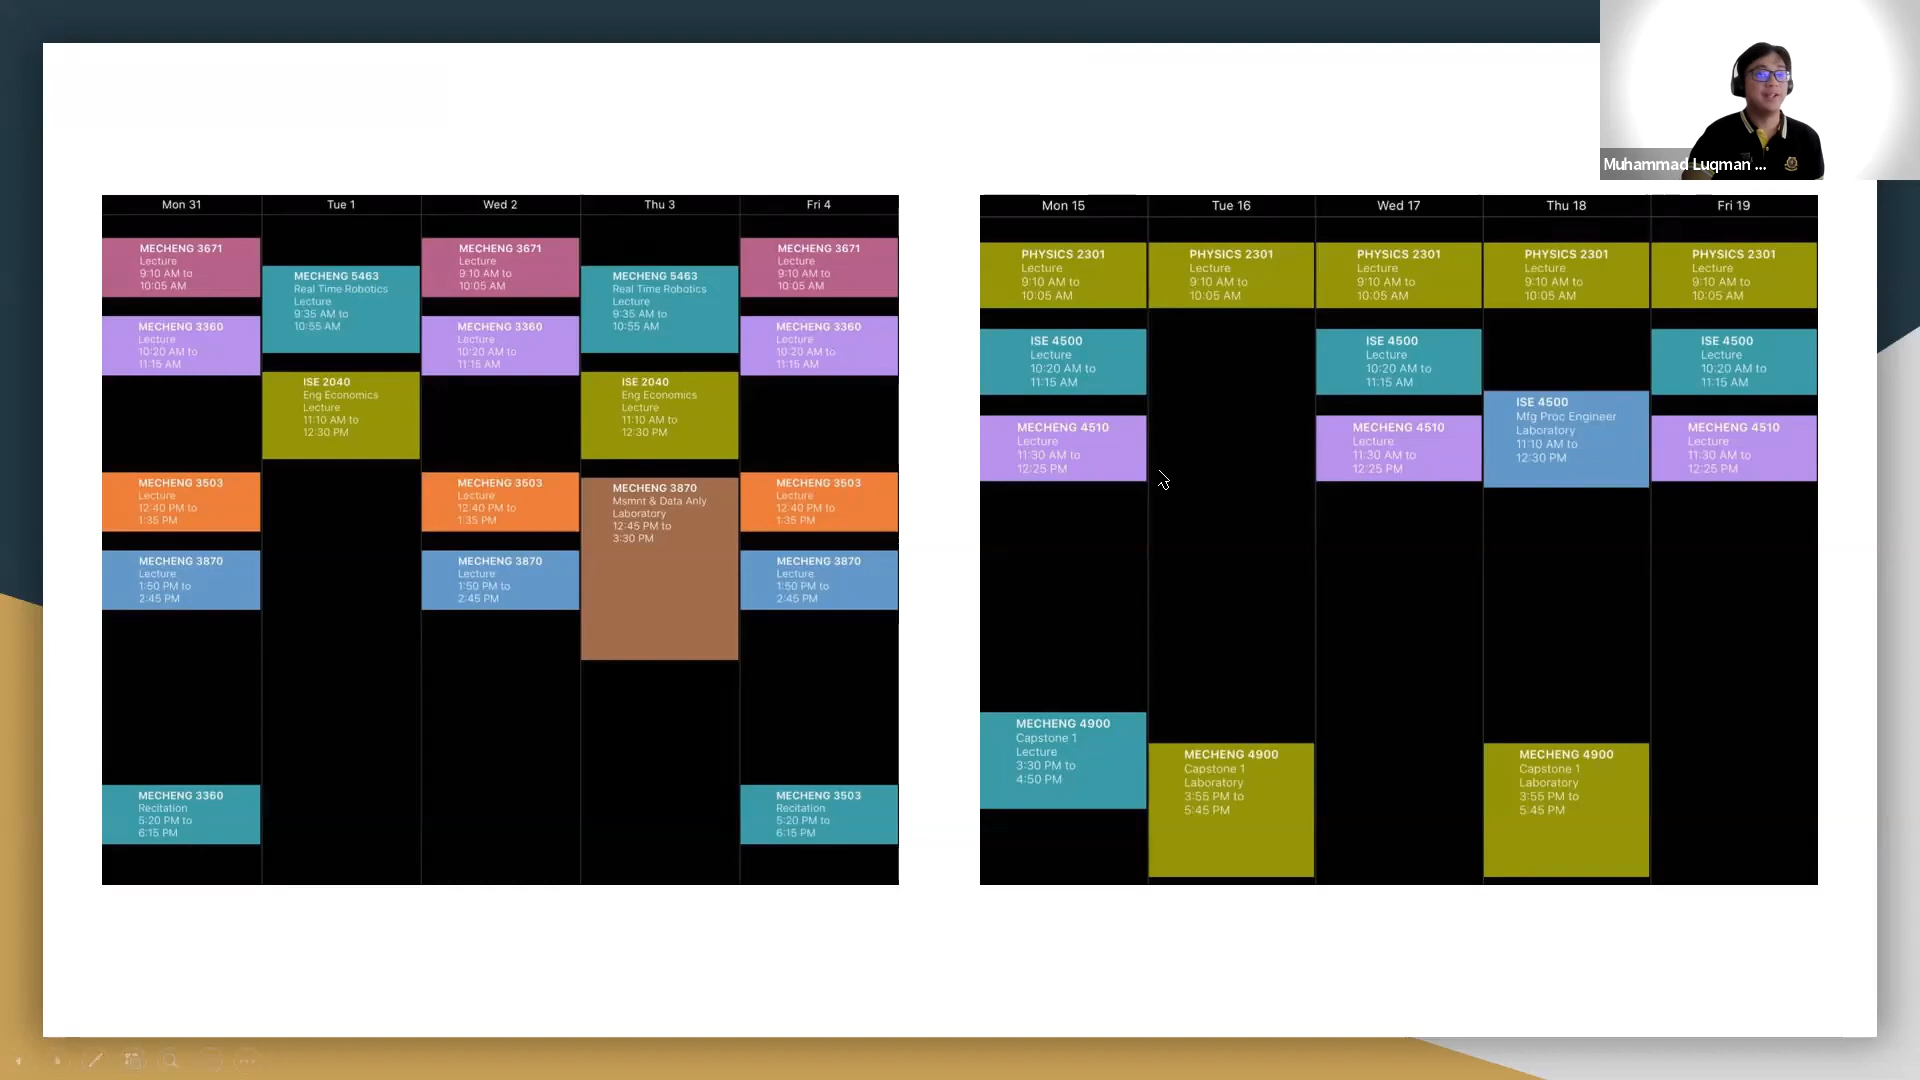 Muhammad Luqman ...
Mon 31
MECHENG 3671
Lecture
9:10 AM to
10:05 AM
MECHENG 3360
Lecture
10:20 AM to
11:15 AM
MECHENG 3503
Lecture
12:40 PM to
1:35 PM
MECHENG 3870
Lecture
1:50 PM to
2:45 PM
MECHENG 3360
Recitation
5:20 PM to
6:15 PM
Tue 1
MECHENG 5463
Real Time Robotics
Lecture
9:35 AM to
10:55 AM
ISE 2040
Eng Economics
Lecture
11:10 AM to
12:30 PM
Wed 2
MECHENG 3671
Lecture
9:10 AM to
10:05 AM
MECHENG 3360
Lecture
10:20 AM to
11:15 AM
MECHENG 3503
Lecture
12:40 PM to
1:35 PM
MECHENG 3870
Lecture
1:50 PM to
2:45 PM
Thu 3
MECHENG 5463
Real Time Robotics
Lecture
9:35 AM to
10:55 AM
ISE 2040
Eng Economics
Lecture
11:10 AM to
12:30 PM
MECHENG 3870
Msmnt & Data Anly
Laboratory
12:45 PM to
3:30 PM
Fri 4
MECHENG 3671
Lecture
9:10 AM to
10:05 AM
MECHENG 3360
Lecture
10:20 AM to
11:15 AM
MECHENG 3503
Lecture
12:40 PM to
1:35 PM
MECHENG 3870
Lecture
1:50 PM to
2:45 PM
MECHENG 3503
Recitation
5:20 PM to
6:15 PM
Mon 15
PHYSICS 2301
Lecture
9:10 AM to
10:05 AM
ISE 4500
Lecture
10:20 AM to
11:15 AM
MECHENG 4510
Lecture
11:30 AM to
12:25 PM
MECHENG 4900
Capstone 1
Lecture
3:30 PM to
4:50 PM
Tue 16
PHYSICS 2301
Lecture
9:10 AM to
10:05 AM
MECHENG 4900
Capstone 1
Laboratory
3:55 PM to
5:45 PM
Wed 17
PHYSICS 2301
Lecture
9:10 AM to
10:05 AM
ISE 4500
Lecture
10:20 AM to
11:15 AM
MECHENG 4510
Lecture
11:30 AM to
12:25 PM
Thu 18
PHYSICS 2301
Lecture
9:10 AM to
10:05 AM
ISE 4500
Mfg Proc Engineer
Laboratory
11:10 AM to
12:30 PM
MECHENG 4900
Capstone 1
Laboratory
3:55 PM to
5:45 PM
Fri 19
PHYSICS 2301
Lecture
9:10 AM to
10:05 AM
ISE 4500
Lecture
10:20 AM to
11:15 AM
MECHENG 4510
Lecture
11:30 AM to
12:25 PM